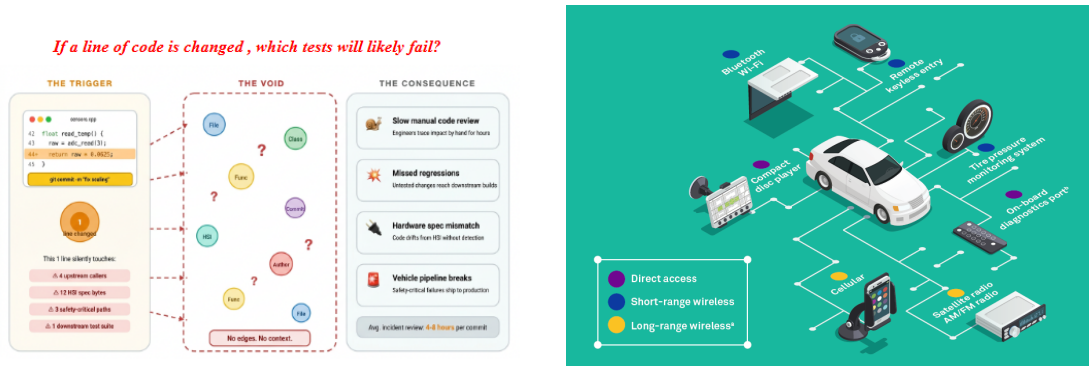 If a line of code is changed , which tests will likely fail?
THE TRIGGER
sensors.cpp
42 float read_temp() {
43 raw = adc_read(3);
44+ return raw * 0.0625;
45 }
git commit -m "fix scaling"
1
line changed
This 1 line silently touches:
⚠ 4 upstream callers
⚠ 12 HSI spec bytes
⚠ 3 safety-critical paths
⚠ 1 downstream test suite
THE VOID
File
Class
?
Func
?
Commit
HSI
?
Author
?
Func
File
No edges. No context.
THE CONSEQUENCE
Slow manual code review
Engineers trace impact by hand for hours
Missed regressions
Untested changes reach downstream builds
Hardware spec mismatch
Code drifts from HSI without detection
Vehicle pipeline breaks
Safety-critical failures ship to production
Avg. incident review: 4-8 hours per commit
Bluetooth
Wi-Fi
Remote
keyless entry
Tire pressure
monitoring system
Compact
disc player
On-board
diagnostics portᵇ
Cellular
Satellite radio
AM/FM radio
Direct access
Short-range wireless
Long-range wirelessᵃ